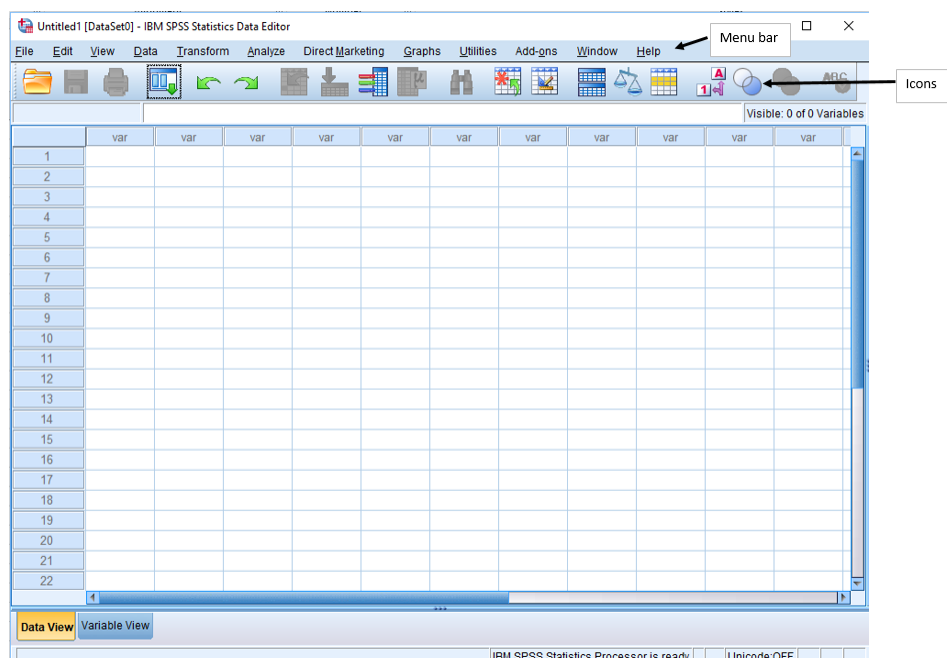 Untitled1 [DataSet0] - IBM SPSS Statistics Data Editor
File Edit View Data Transform Analyze Direct Marketing Graphs Utilities Add-ons Window Help
Menu bar
A
1
ABC
Icons
Visible: 0 of 0 Variables
var var var var var var var var var var var
1
2
3
4
5
6
7
8
9
10
11
12
13
14
15
16
17
18
19
20
21
22
Data View Variable View
IBM SPSS Statistics Processor is ready Unicode:OFF